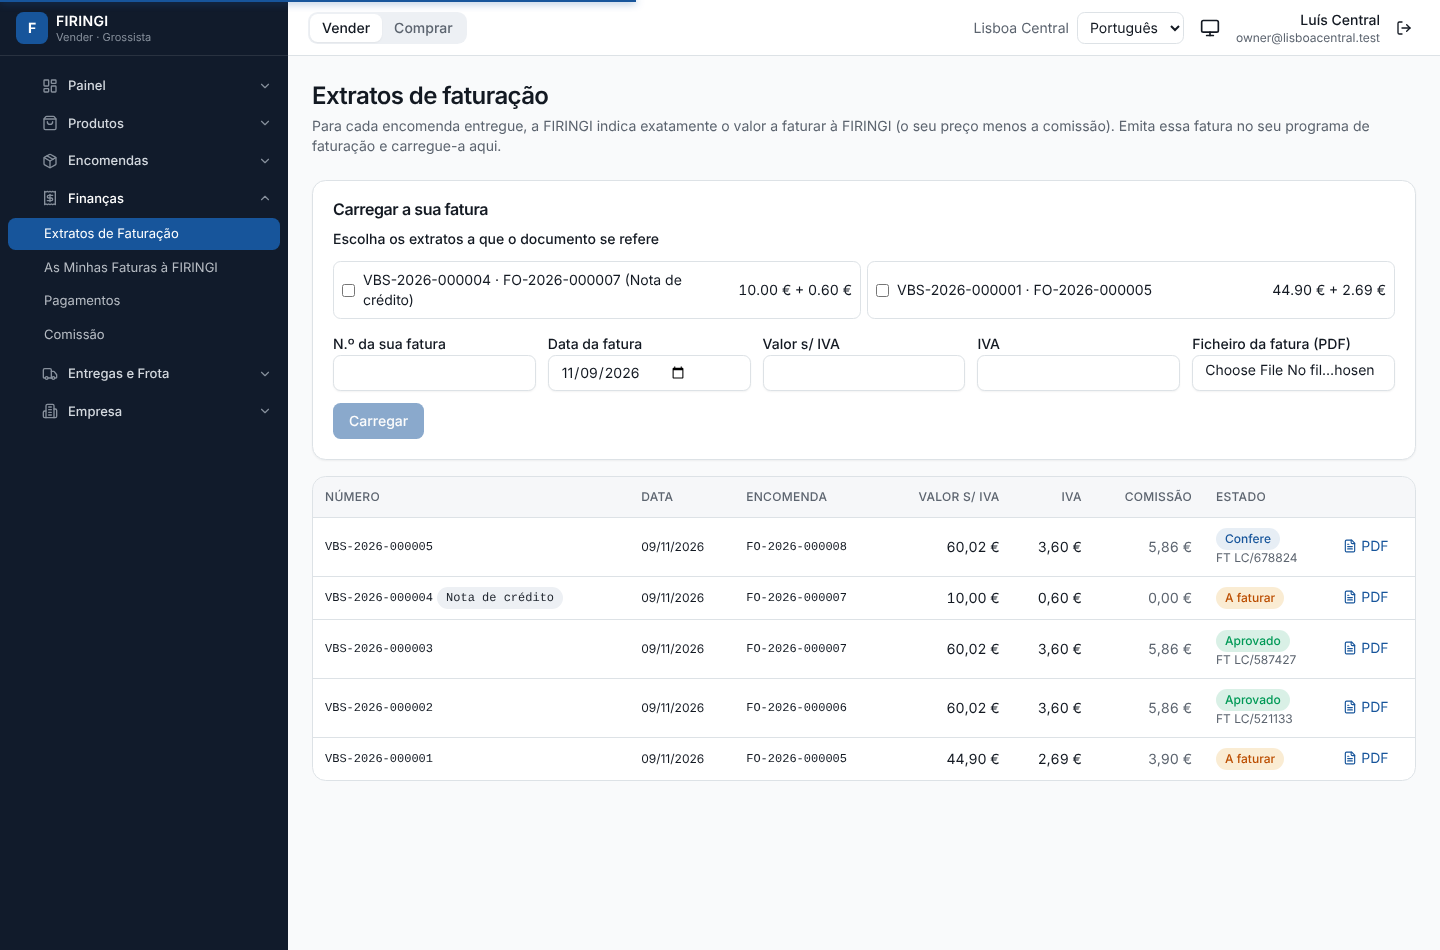 F
FIRINGI
Vender · Grossista
Vender
Comprar
Lisboa Central
Português
Luís Central
owner@lisboacentral.test
Painel
Produtos
Encomendas
Finanças
Extratos de Faturação
As Minhas Faturas à FIRINGI
Pagamentos
Comissão
Entregas e Frota
Empresa
Extratos de faturação
Para cada encomenda entregue, a FIRINGI indica exatamente o valor a faturar à FIRINGI (o seu preço menos a comissão). Emita essa fatura no seu programa de
faturação e carregue-a aqui.
Carregar a sua fatura
Escolha os extratos a que o documento se refere
VBS-2026-000004 · FO-2026-000007 (Nota de
crédito)
10.00 € + 0.60 €
VBS-2026-000001 · FO-2026-000005
44.90 € + 2.69 €
N.º da sua fatura
Data da fatura
Valor s/ IVA
IVA
Ficheiro da fatura (PDF)
11/09/2026
Choose File No fil...hosen
Carregar
NÚMERO DATA ENCOMENDA VALOR S/ IVA IVA COMISSÃO ESTADO
VBS-2026-000005 09/11/2026 FO-2026-000008 60,02 € 3,60 € 5,86 € Confere PDF
FT LC/678824
VBS-2026-000004 Nota de crédito 09/11/2026 FO-2026-000007 10,00 € 0,60 € 0,00 € A faturar PDF
VBS-2026-000003 09/11/2026 FO-2026-000007 60,02 € 3,60 € 5,86 € Aprovado PDF
FT LC/587427
VBS-2026-000002 09/11/2026 FO-2026-000006 60,02 € 3,60 € 5,86 € Aprovado PDF
FT LC/521133
VBS-2026-000001 09/11/2026 FO-2026-000005 44,90 € 2,69 € 3,90 € A faturar PDF